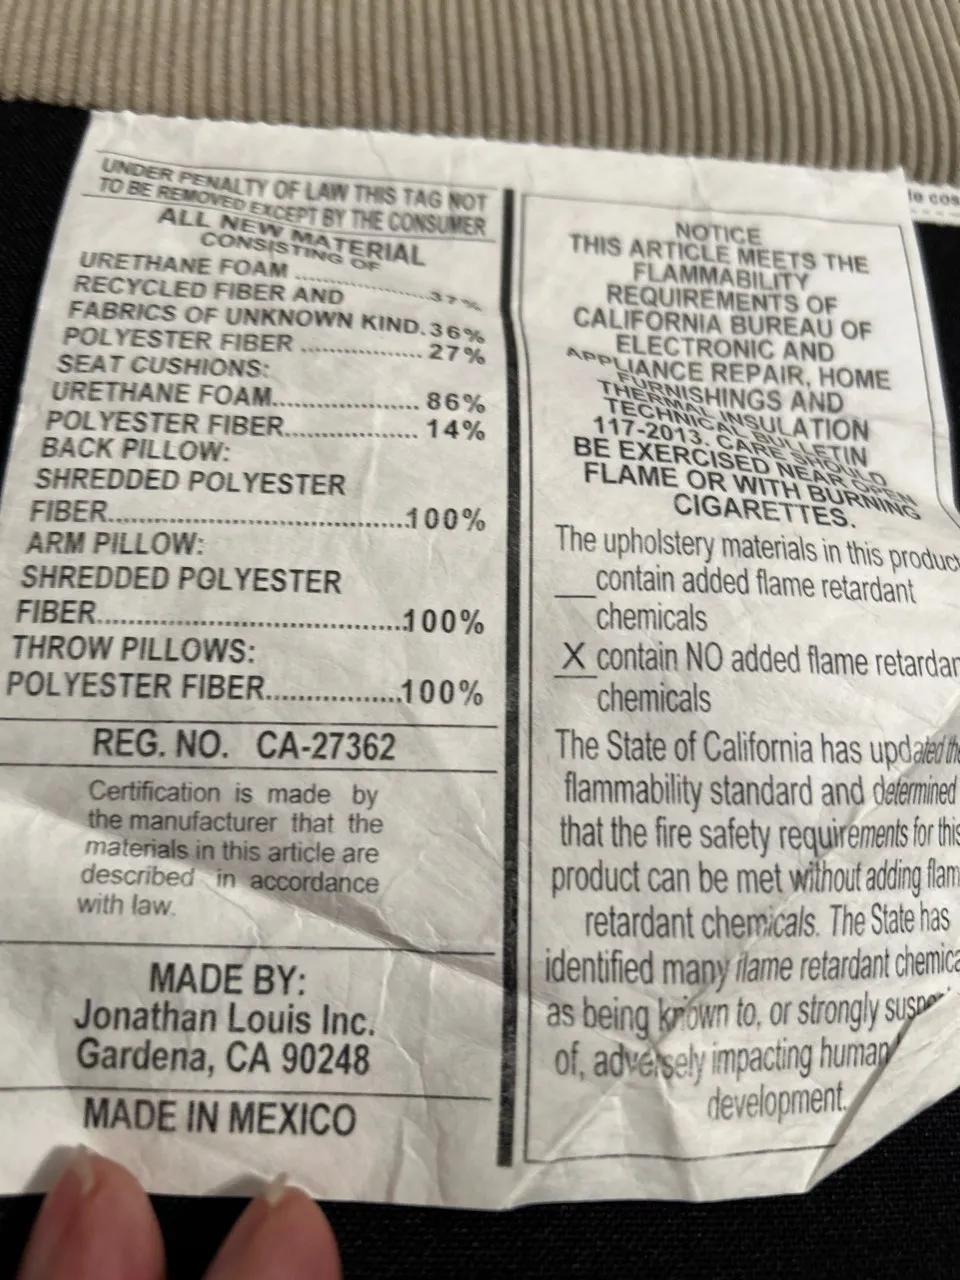 UNDER PENALTY OF LAW THIS TAG NOT
TO BE REMOVED EXCEPT BY THE CONSUMER
ALL NEW MATERIAL
CONSISTING OF
URETHANE FOAM ..................37%
RECYCLED FIBER AND
FABRICS OF UNKNOWN KIND.36%
POLYESTER FIBER ................ 27%
SEAT CUSHIONS:
URETHANE FOAM................... 86%
POLYESTER FIBER.................. 14%
BACK PILLOW:
SHREDDED POLYESTER
FIBER.......................................100%
ARM PILLOW:
SHREDDED POLYESTER
FIBER.......................................100%
THROW PILLOWS:
POLYESTER FIBER.................100%
REG. NO. CA-27362
Certification is made by
the manufacturer that the
materials in this article are
described in accordance
with law.
MADE BY:
Jonathan Louis Inc.
Gardena, CA 90248
MADE IN MEXICO
NOTICE
THIS ARTICLE MEETS THE
FLAMMABILITY
REQUIREMENTS OF
CALIFORNIA BUREAU OF
ELECTRONIC AND
APPLIANCE REPAIR, HOME
FURNISHINGS AND
THERMAL INSULATION
TECHNICAL BULLETIN
117-2013. CARE SHOULD
BE EXERCISED NEAR OPEN
FLAME OR WITH BURNING
CIGARETTES.
The upholstery materials in this product
__contain added flame retardant
chemicals
X contain NO added flame retardan
chemicals
The State of California has updated the
flammability standard and determined
that the fire safety requirements for this
product can be met without adding flam
retardant chemicals. The State has
identified many flame retardant chemica
as being known to, or strongly suspe
of, adversely impacting human
development.